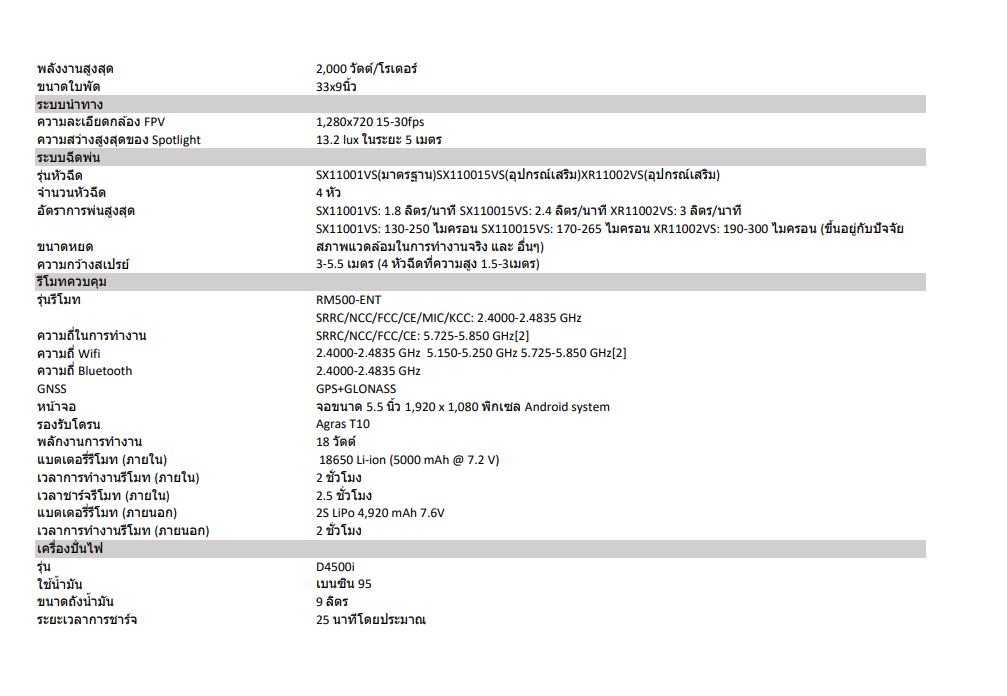 พลังงานสูงสุด 2,000 วัตต์/โรเตอร์
ขนาดใบพัด 33x9นิ้ว
ระบบนำทาง
ความละเอียดกล้อง FPV 1,280x720 15-30fps
ความสว่างสูงสุดของ Spotlight 13.2 lux ในระยะ 5 เมตร
ระบบฉีดพ่น
รุ่นหัวฉีด SX11001VS(มาตรฐาน)SX110015VS(อุปกรณ์เสริม)XR11002VS(อุปกรณ์เสริม)
จำนวนหัวฉีด 4 หัว
อัตราการพ่นสูงสุด SX11001VS: 1.8 ลิตร/นาที SX110015VS: 2.4 ลิตร/นาที XR11002VS: 3 ลิตร/นาที
SX11001VS: 130-250 ไมครอน SX110015VS: 170-265 ไมครอน XR11002VS: 190-300 ไมครอน (ขึ้นอยู่กับปัจจัย
ขนาดหยด สภาพแวดล้อมในการทำงานจริง และ อื่นๆ)
ความกว้างสเปรย์ 3-5.5 เมตร (4 หัวฉีดที่ความสูง 1.5-3เมตร)
รีโมทควบคุม
รุ่นรีโมท RM500-ENT
SRRC/NCC/FCC/CE/MIC/KCC: 2.4000-2.4835 GHz
ความถี่ในการทำงาน SRRC/NCC/FCC/CE: 5.725-5.850 GHz[2]
ความถี่ Wifi 2.4000-2.4835 GHz 5.150-5.250 GHz 5.725-5.850 GHz[2]
ความถี่ Bluetooth 2.4000-2.4835 GHz
GNSS GPS+GLONASS
หน้าจอ จอขนาด 5.5 นิ้ว 1,920 x 1,080 พิกเซล Android system
รองรับโดรน Agras T10
พลักงานการทำงาน 18 วัตต์
แบตเตอรี่รีโมท (ภายใน) 18650 Li-ion (5000 mAh @ 7.2 V)
เวลาการทำงานรีโมท (ภายใน) 2 ชั่วโมง
เวลาชาร์จรีโมท (ภายใน) 2.5 ชั่วโมง
แบตเตอรี่รีโมท (ภายนอก) 2S LiPo 4,920 mAh 7.6V
เวลาการทำงานรีโมท (ภายนอก) 2 ชั่วโมง
เครื่องปั่นไฟ
รุ่น D4500i
ใช้น้ำมัน เบนซิน 95
ขนาดถังน้ำมัน 9 ลิตร
ระยะเวลาการชาร์จ 25 นาทีโดยประมาณ